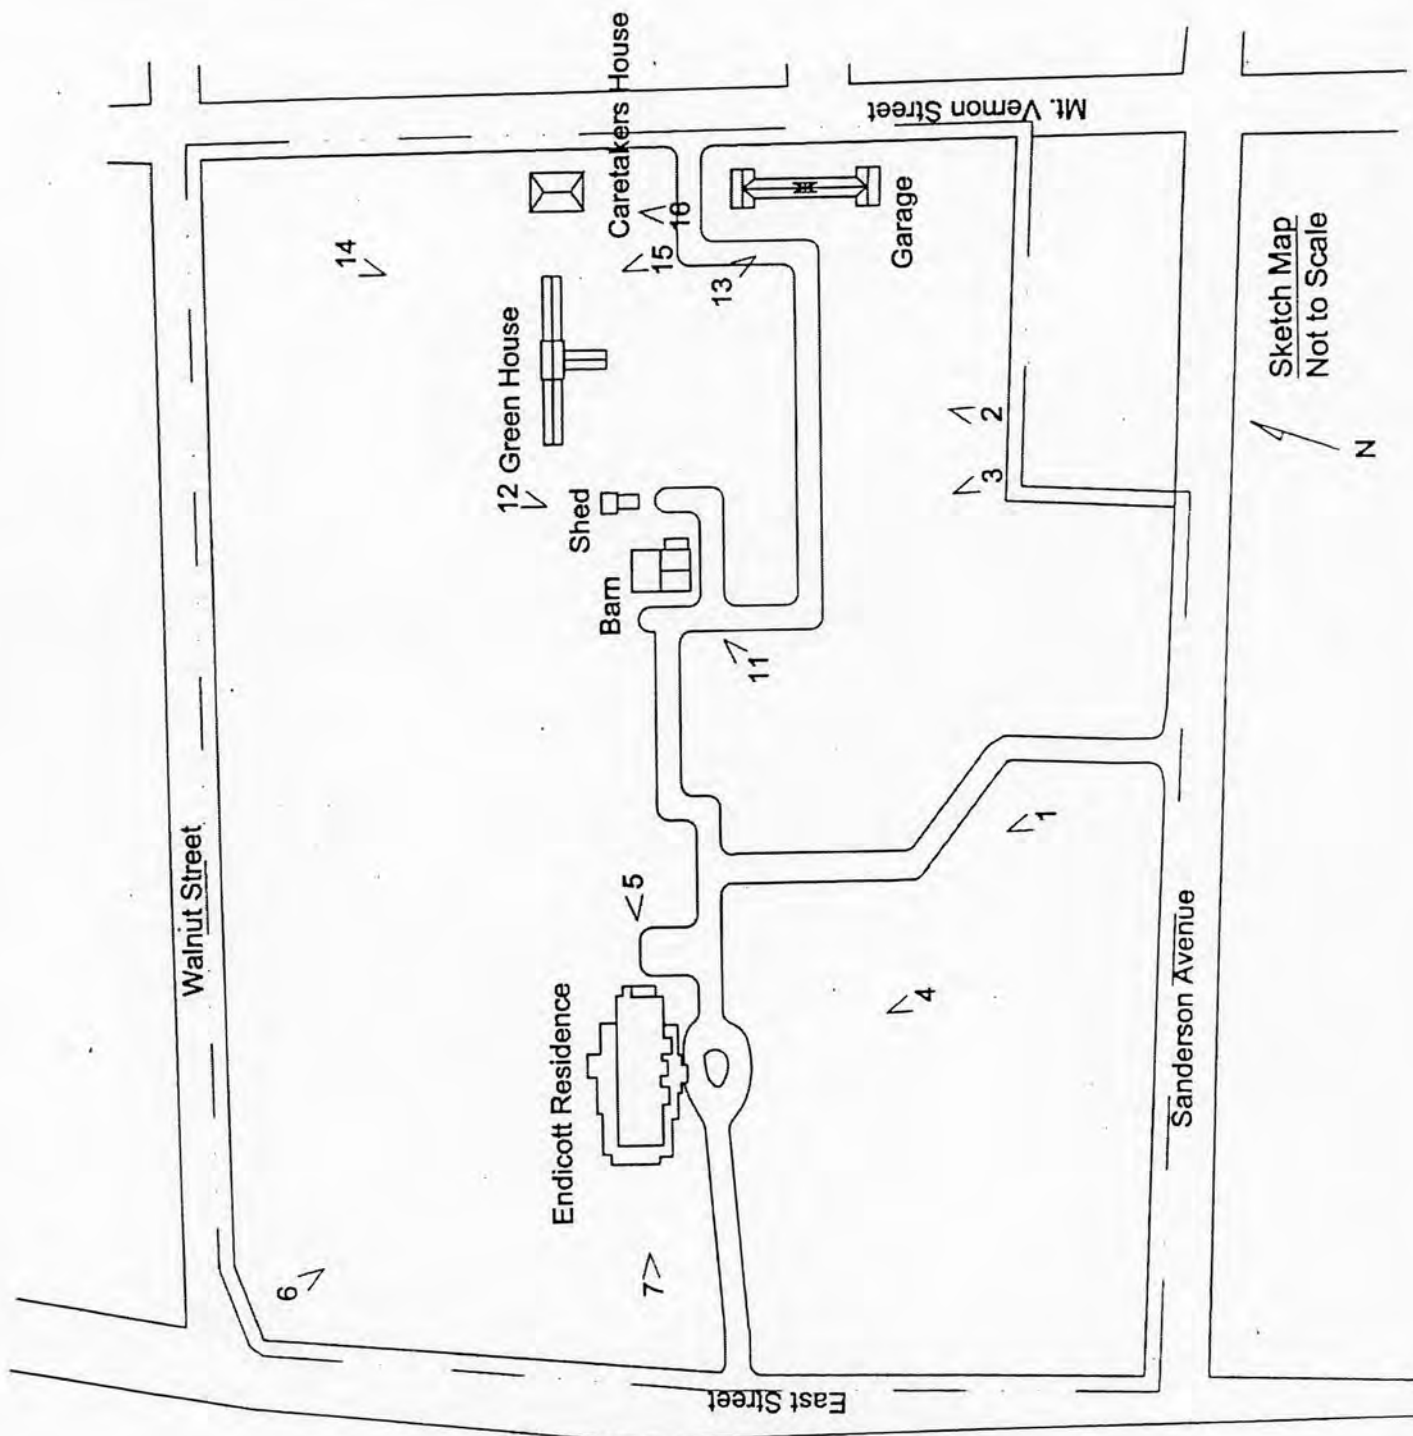 Caretakers House
Mt. Vernon Street
14
16
15
13
Garage
Green House
12
Shed
Barn
2
3
Sketch Map
Not to Scale
N
11
1
Walnut Street
5
4
Endicott Residence
Sanderson Avenue
6
7
East Street